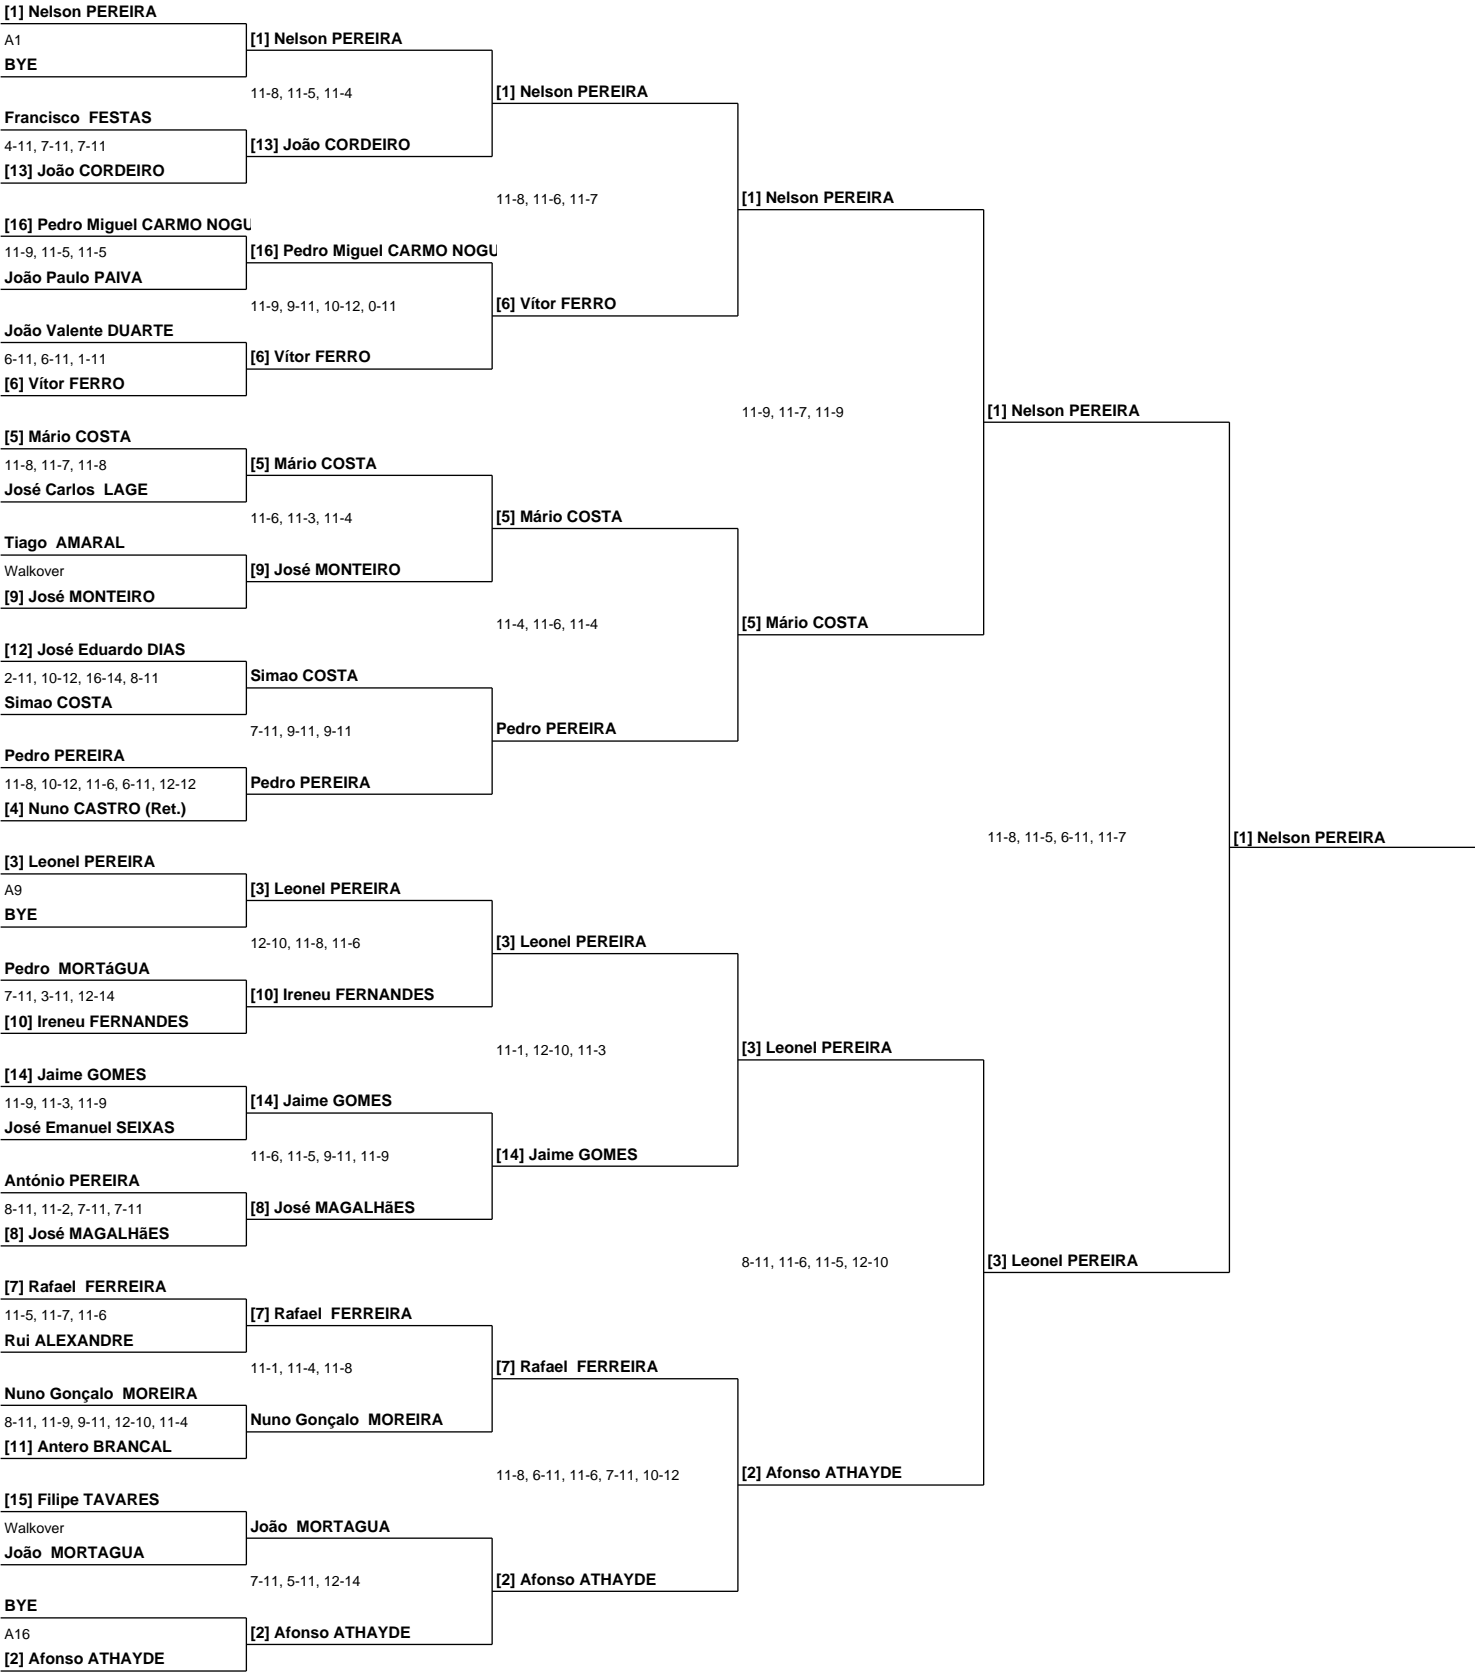 [1] Nelson PEREIRA
A1
BYE
[1] Nelson PEREIRA
11-8, 11-5, 11-4
[1] Nelson PEREIRA
Francisco  FESTAS
4-11, 7-11, 7-11
[13] João CORDEIRO
[13] João CORDEIRO
11-8, 11-6, 11-7
[1] Nelson PEREIRA
[16] Pedro Miguel CARMO NOGU
11-9, 11-5, 11-5
João Paulo PAIVA
[16] Pedro Miguel CARMO NOGU
11-9, 9-11, 10-12, 0-11
[6] Vítor FERRO
João Valente DUARTE
6-11, 6-11, 1-11
[6] Vítor FERRO
[6] Vítor FERRO
11-9, 11-7, 11-9
[1] Nelson PEREIRA
[5] Mário COSTA
11-8, 11-7, 11-8
José Carlos  LAGE
[5] Mário COSTA
11-6, 11-3, 11-4
[5] Mário COSTA
Tiago  AMARAL
Walkover
[9] José MONTEIRO
[9] José MONTEIRO
11-4, 11-6, 11-4
[5] Mário COSTA
[12] José Eduardo DIAS
2-11, 10-12, 16-14, 8-11
Simao COSTA
Simao COSTA
7-11, 9-11, 9-11
Pedro PEREIRA
Pedro PEREIRA
11-8, 10-12, 11-6, 6-11, 12-12
[4] Nuno CASTRO (Ret.)
Pedro PEREIRA
11-8, 11-5, 6-11, 11-7
[1] Nelson PEREIRA
[3] Leonel PEREIRA
A9
BYE
[3] Leonel PEREIRA
12-10, 11-8, 11-6
[3] Leonel PEREIRA
Pedro  MORTáGUA
7-11, 3-11, 12-14
[10] Ireneu FERNANDES
[10] Ireneu FERNANDES
11-1, 12-10, 11-3
[3] Leonel PEREIRA
[14] Jaime GOMES
11-9, 11-3, 11-9
José Emanuel SEIXAS
[14] Jaime GOMES
11-6, 11-5, 9-11, 11-9
[14] Jaime GOMES
António PEREIRA
8-11, 11-2, 7-11, 7-11
[8] José MAGALHãES
[8] José MAGALHãES
8-11, 11-6, 11-5, 12-10
[3] Leonel PEREIRA
[7] Rafael  FERREIRA
11-5, 11-7, 11-6
Rui ALEXANDRE
[7] Rafael  FERREIRA
11-1, 11-4, 11-8
[7] Rafael  FERREIRA
Nuno Gonçalo  MOREIRA
8-11, 11-9, 9-11, 12-10, 11-4
[11] Antero BRANCAL
Nuno Gonçalo  MOREIRA
11-8, 6-11, 11-6, 7-11, 10-12
[2] Afonso ATHAYDE
[15] Filipe TAVARES
Walkover
João  MORTAGUA
João  MORTAGUA
7-11, 5-11, 12-14
[2] Afonso ATHAYDE
BYE
A16
[2] Afonso ATHAYDE
[2] Afonso ATHAYDE